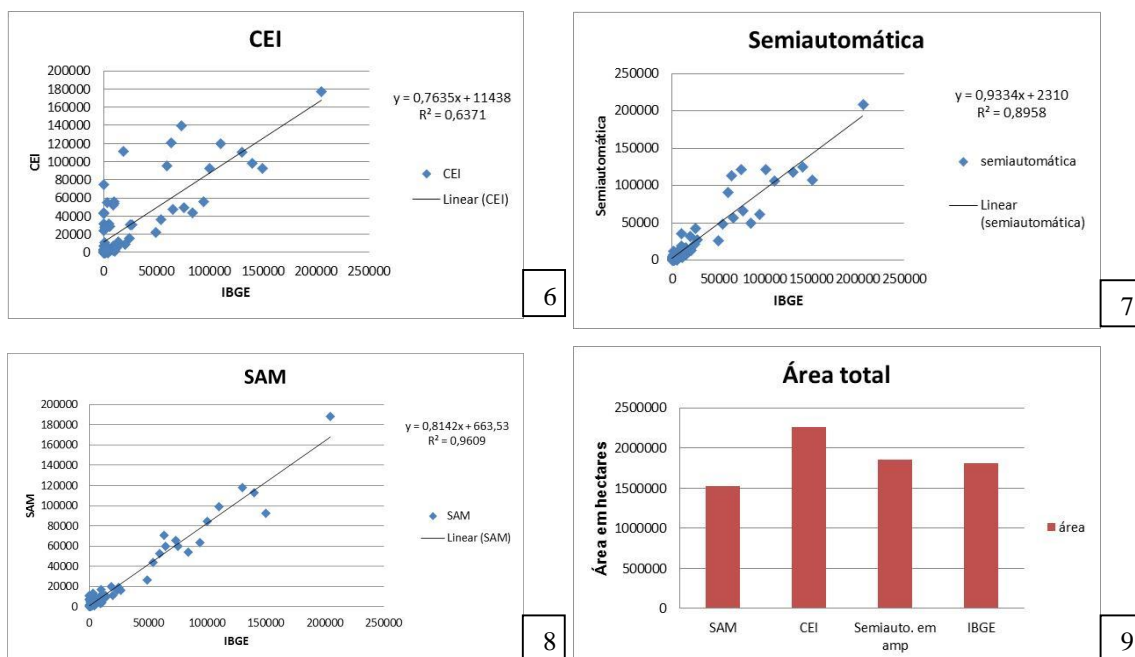 CEI
200000
180000
160000
140000
120000
100000
80000
60000
40000
20000
0
CEI
0 50000 100000 150000 200000 250000
IBGE
y = 0,7635x + 11438
R² = 0,6371
CEI
Linear (CEI)
6
Semiautomática
250000
200000
150000
100000
50000
0
Semiautomática
0 50000 100000 150000 200000 250000
IBGE
y = 0,9334x + 2310
R² = 0,8958
semiautomática
Linear
(semiautomática)
7
SAM
200000
180000
160000
140000
120000
100000
80000
60000
40000
20000
0
SAM
0 50000 100000 150000 200000 250000
IBGE
y = 0,8142x + 663,53
R² = 0,9609
SAM
Linear (SAM)
8
Área total
2500000
2000000
1500000
1000000
500000
0
Área em hectares
SAM CEI Semiauto. em IBGE
amp
área
9